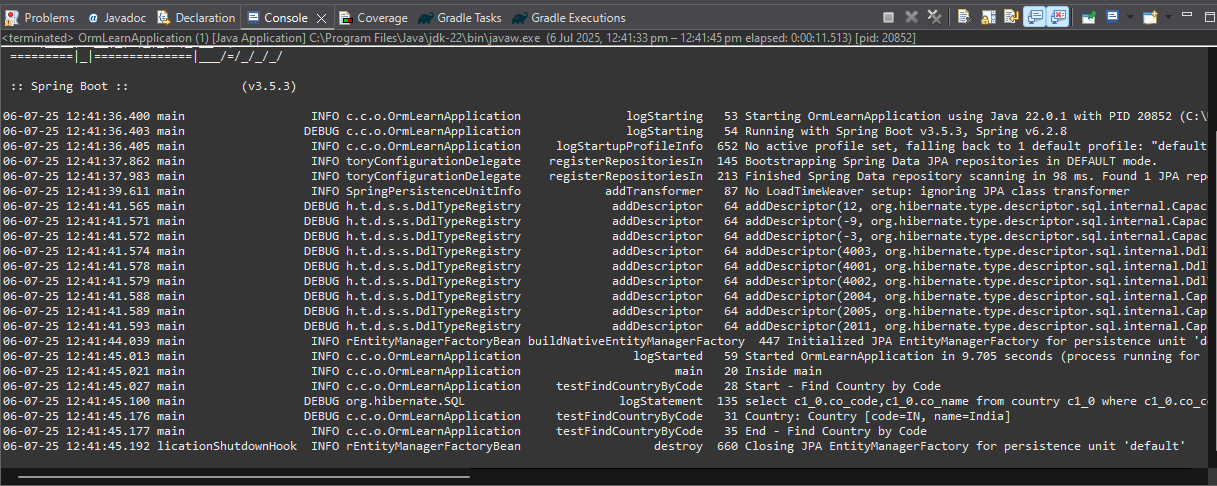 Problems Javadoc Declaration Console Coverage Gradle Tasks Gradle Executions
<terminated> OrmLearnApplication (1) [Java Application] C:\Program Files\Java\jdk-22\bin\javaw.exe (6 Jul 2025, 12:41:33 pm – 12:41:45 pm elapsed: 0:00:11.513) [pid: 20852]
=========|_|==============|___/=/_/_/_/
:: Spring Boot :: (v3.5.3)
06-07-25 12:41:36.400 main INFO c.c.o.OrmLearnApplication logStarting 53 Starting OrmLearnApplication using Java 22.0.1 with PID 20852 (C:\
06-07-25 12:41:36.403 main DEBUG c.c.o.OrmLearnApplication logStarting 54 Running with Spring Boot v3.5.3, Spring v6.2.8
06-07-25 12:41:36.405 main INFO c.c.o.OrmLearnApplication logStartupProfileInfo 652 No active profile set, falling back to 1 default profile: "default
06-07-25 12:41:37.862 main INFO toryConfigurationDelegate registerRepositoriesIn 145 Bootstrapping Spring Data JPA repositories in DEFAULT mode.
06-07-25 12:41:37.983 main INFO toryConfigurationDelegate registerRepositoriesIn 213 Finished Spring Data repository scanning in 98 ms. Found 1 JPA rep
06-07-25 12:41:39.611 main INFO SpringPersistenceUnitInfo addTransformer 87 No LoadTimeWeaver setup: ignoring JPA class transformer
06-07-25 12:41:41.565 main DEBUG h.t.d.s.s.DdlTypeRegistry addDescriptor 64 addDescriptor(12, org.hibernate.type.descriptor.sql.internal.Capac
06-07-25 12:41:41.571 main DEBUG h.t.d.s.s.DdlTypeRegistry addDescriptor 64 addDescriptor(-9, org.hibernate.type.descriptor.sql.internal.Capac
06-07-25 12:41:41.572 main DEBUG h.t.d.s.s.DdlTypeRegistry addDescriptor 64 addDescriptor(-3, org.hibernate.type.descriptor.sql.internal.Capac
06-07-25 12:41:41.574 main DEBUG h.t.d.s.s.DdlTypeRegistry addDescriptor 64 addDescriptor(4003, org.hibernate.type.descriptor.sql.internal.Ddl
06-07-25 12:41:41.578 main DEBUG h.t.d.s.s.DdlTypeRegistry addDescriptor 64 addDescriptor(4001, org.hibernate.type.descriptor.sql.internal.Ddl
06-07-25 12:41:41.579 main DEBUG h.t.d.s.s.DdlTypeRegistry addDescriptor 64 addDescriptor(4002, org.hibernate.type.descriptor.sql.internal.Ddl
06-07-25 12:41:41.588 main DEBUG h.t.d.s.s.DdlTypeRegistry addDescriptor 64 addDescriptor(2004, org.hibernate.type.descriptor.sql.internal.Cap
06-07-25 12:41:41.589 main DEBUG h.t.d.s.s.DdlTypeRegistry addDescriptor 64 addDescriptor(2005, org.hibernate.type.descriptor.sql.internal.Cap
06-07-25 12:41:41.593 main DEBUG h.t.d.s.s.DdlTypeRegistry addDescriptor 64 addDescriptor(2011, org.hibernate.type.descriptor.sql.internal.Cap
06-07-25 12:41:44.039 main INFO rEntityManagerFactoryBean buildNativeEntityManagerFactory 447 Initialized JPA EntityManagerFactory for persistence unit 'de
06-07-25 12:41:45.013 main INFO c.c.o.OrmLearnApplication logStarted 59 Started OrmLearnApplication in 9.705 seconds (process running for
06-07-25 12:41:45.021 main INFO c.c.o.OrmLearnApplication main 20 Inside main
06-07-25 12:41:45.027 main INFO c.c.o.OrmLearnApplication testFindCountryByCode 28 Start - Find Country by Code
06-07-25 12:41:45.100 main DEBUG org.hibernate.SQL logStatement 135 select c1_0.co_code,c1_0.co_name from country c1_0 where c1_0.co_co
06-07-25 12:41:45.176 main DEBUG c.c.o.OrmLearnApplication testFindCountryByCode 31 Country: Country [code=IN, name=India]
06-07-25 12:41:45.177 main INFO c.c.o.OrmLearnApplication testFindCountryByCode 35 End - Find Country by Code
06-07-25 12:41:45.192 licationShutdownHook INFO rEntityManagerFactoryBean destroy 660 Closing JPA EntityManagerFactory for persistence unit 'default'